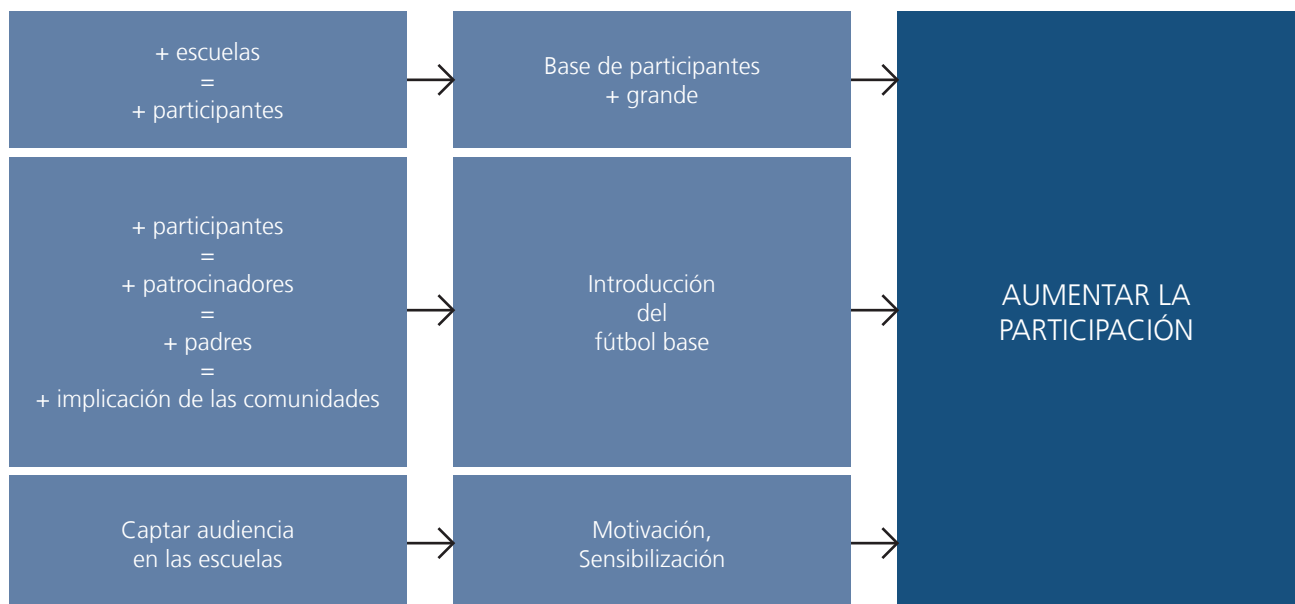 + escuelas
=
+ participantes
Base de participantes
+ grande
+ participantes
=
+ patrocinadores
=
+ padres
=
+ implicación de las comunidades
Introducción
del
fútbol base
AUMENTAR LA
PARTICIPACIÓN
Captar audiencia
en las escuelas
Motivación,
Sensibilización